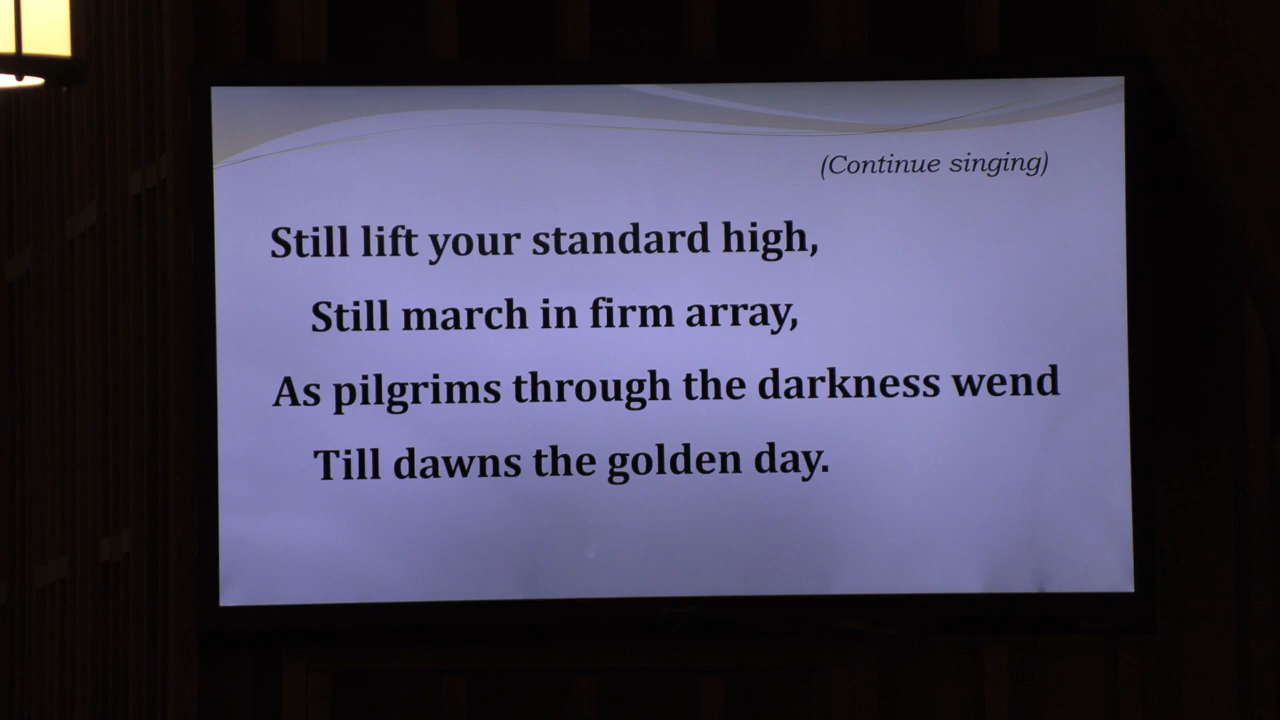 (Continue singing)
Still lift your standard high,
Still march in firm array,
As pilgrims through the darkness wend
Till dawns the golden day.